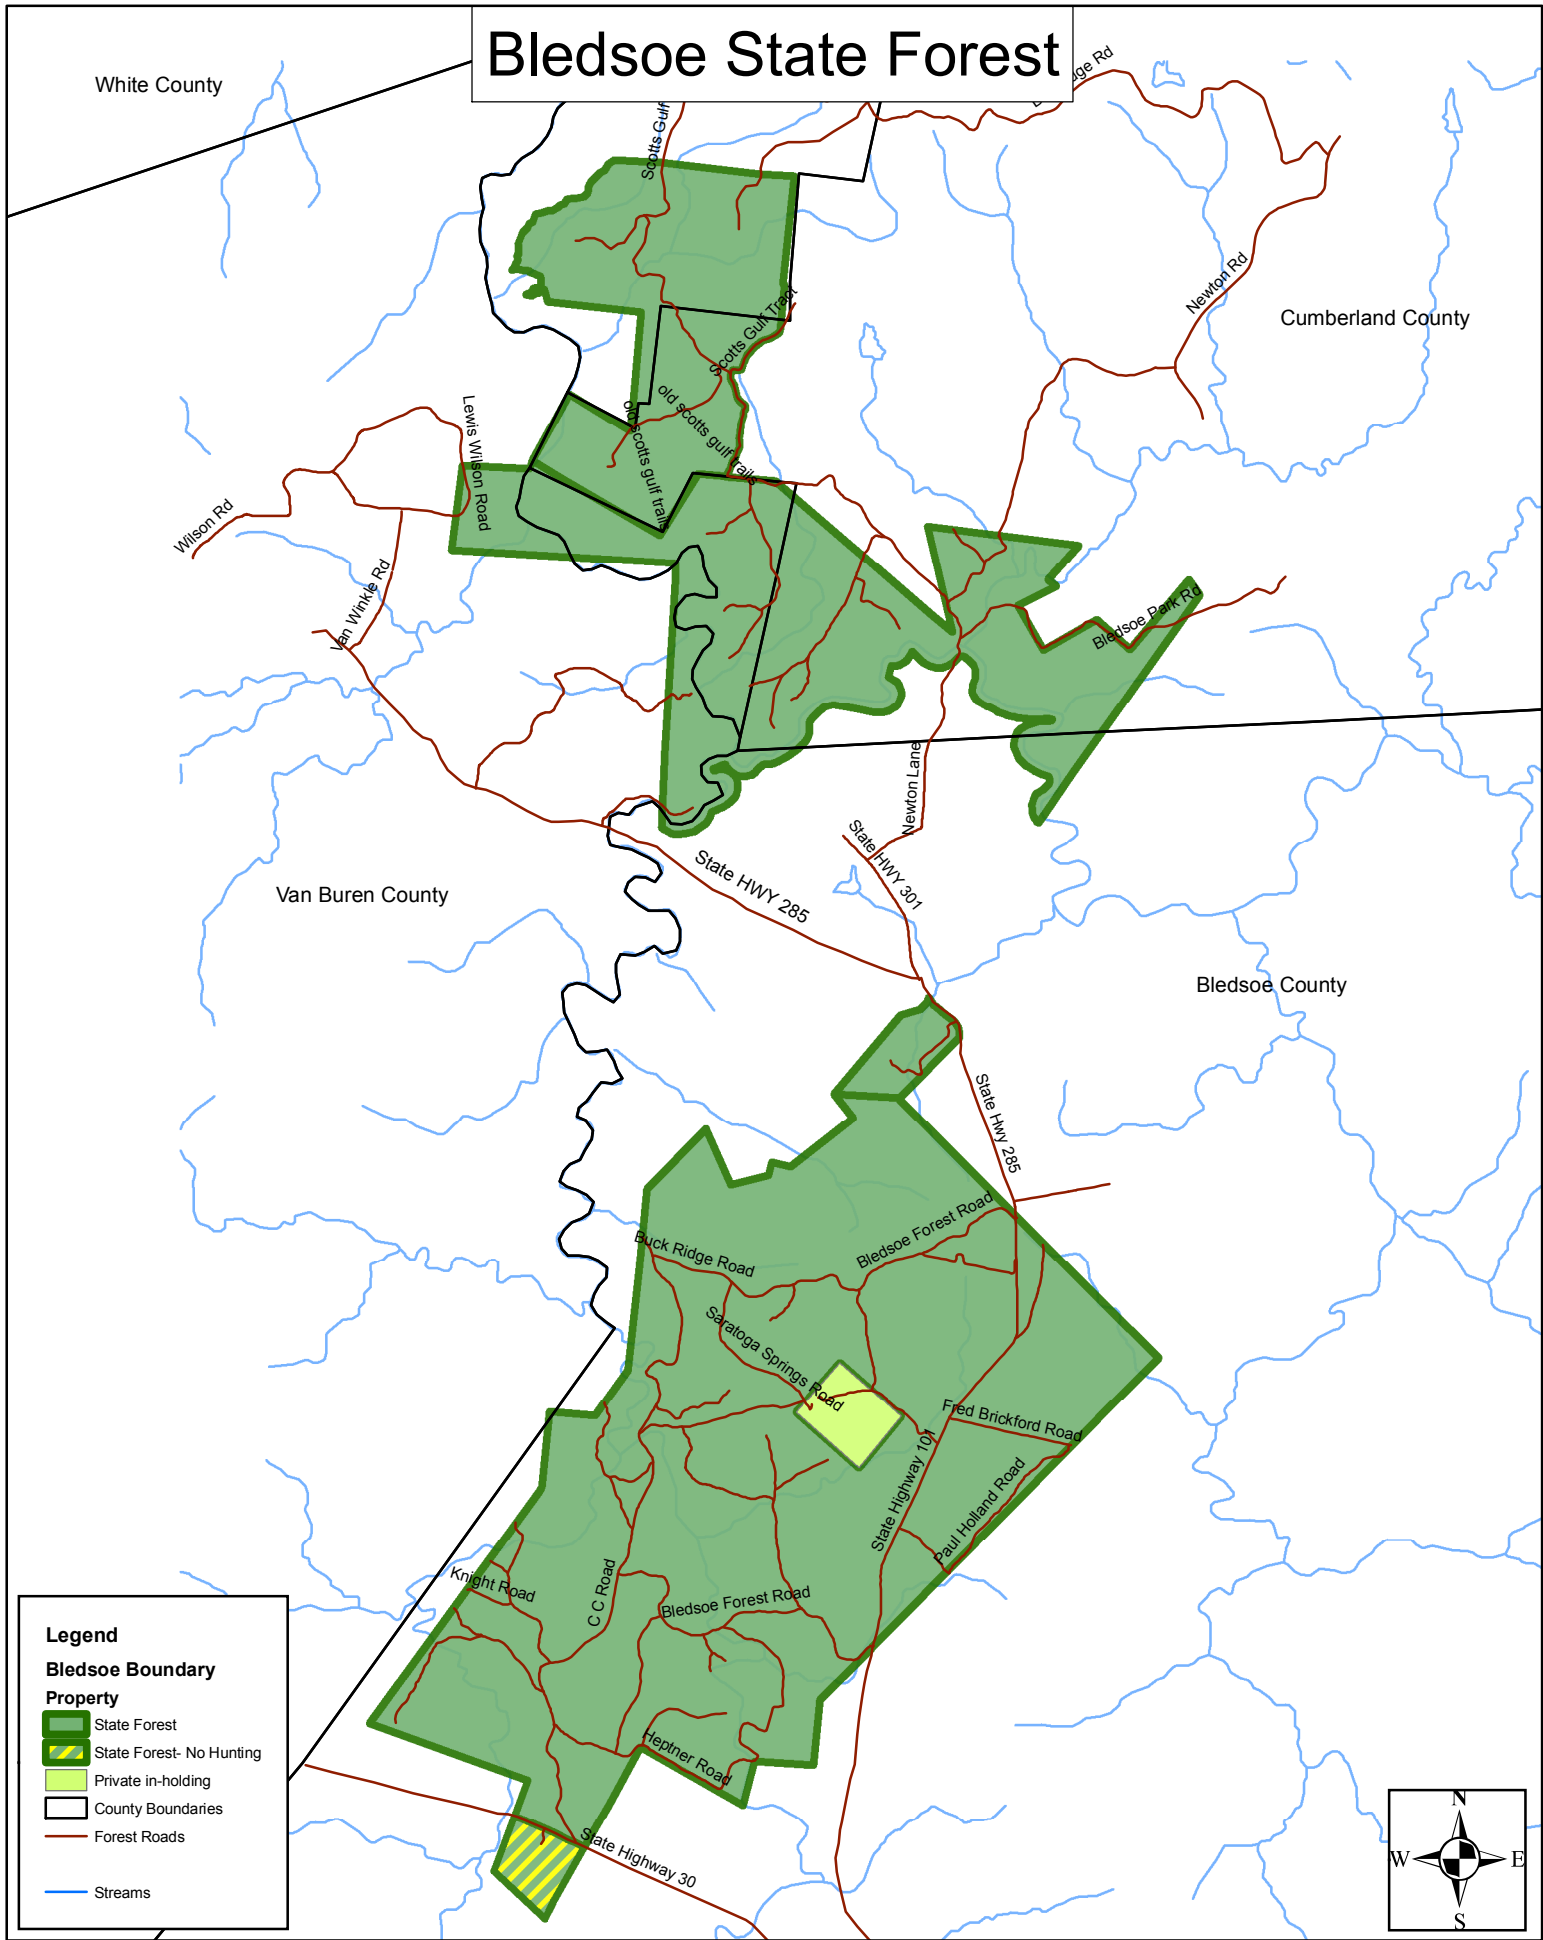 Bledsoe State Forest
White County
Scotts Gulf
Newton Rd
Cumberland County
Scotts Gulf Tract
old scotts gulf trails
old scotts gulf trails
Lewis Wilson Road
Wilson Rd
Van Winkle Rd
Bledsoe Park Rd
Newton Lane
State HWY 301
State HWY 285
Van Buren County
Bledsoe County
State Hwy 285
Bledsoe Forest Road
Buck Ridge Road
Saratoga Springs Road
Fred Brickford Road
State Highway 101
Paul Holland Road
Knight Road
C C Road
Bledsoe Forest Road
Heptner Road
State Highway 30
Legend
Bledsoe Boundary
Property
State Forest
State Forest- No Hunting
Private in-holding
County Boundaries
Forest Roads
Streams
N
W E
S